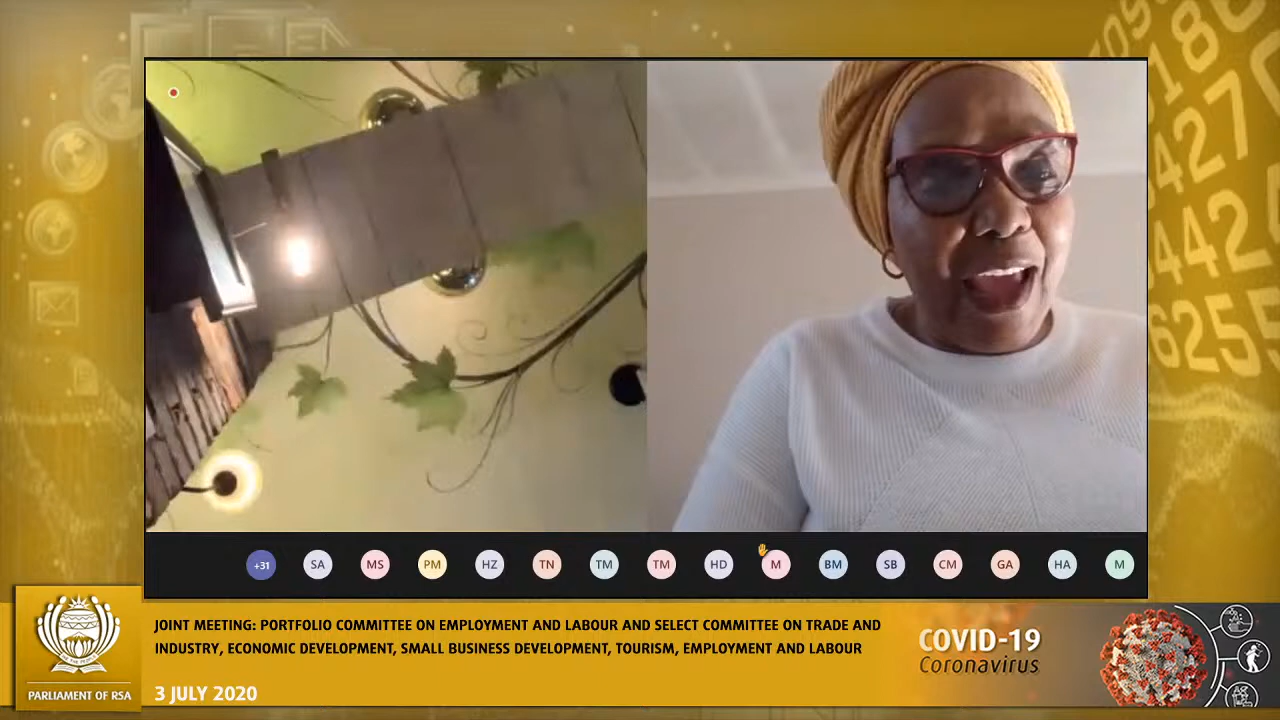 +31 SA MS PM HZ TN TM TM HD M BM SB CM GA HA M
JOINT MEETING: PORTFOLIO COMMITTEE ON EMPLOYMENT AND LABOUR AND SELECT COMMITTEE ON TRADE AND
INDUSTRY, ECONOMIC DEVELOPMENT, SMALL BUSINESS DEVELOPMENT, TOURISM, EMPLOYMENT AND LABOUR
3 JULY 2020
PARLIAMENT OF RSA
COVID-19
Coronavirus